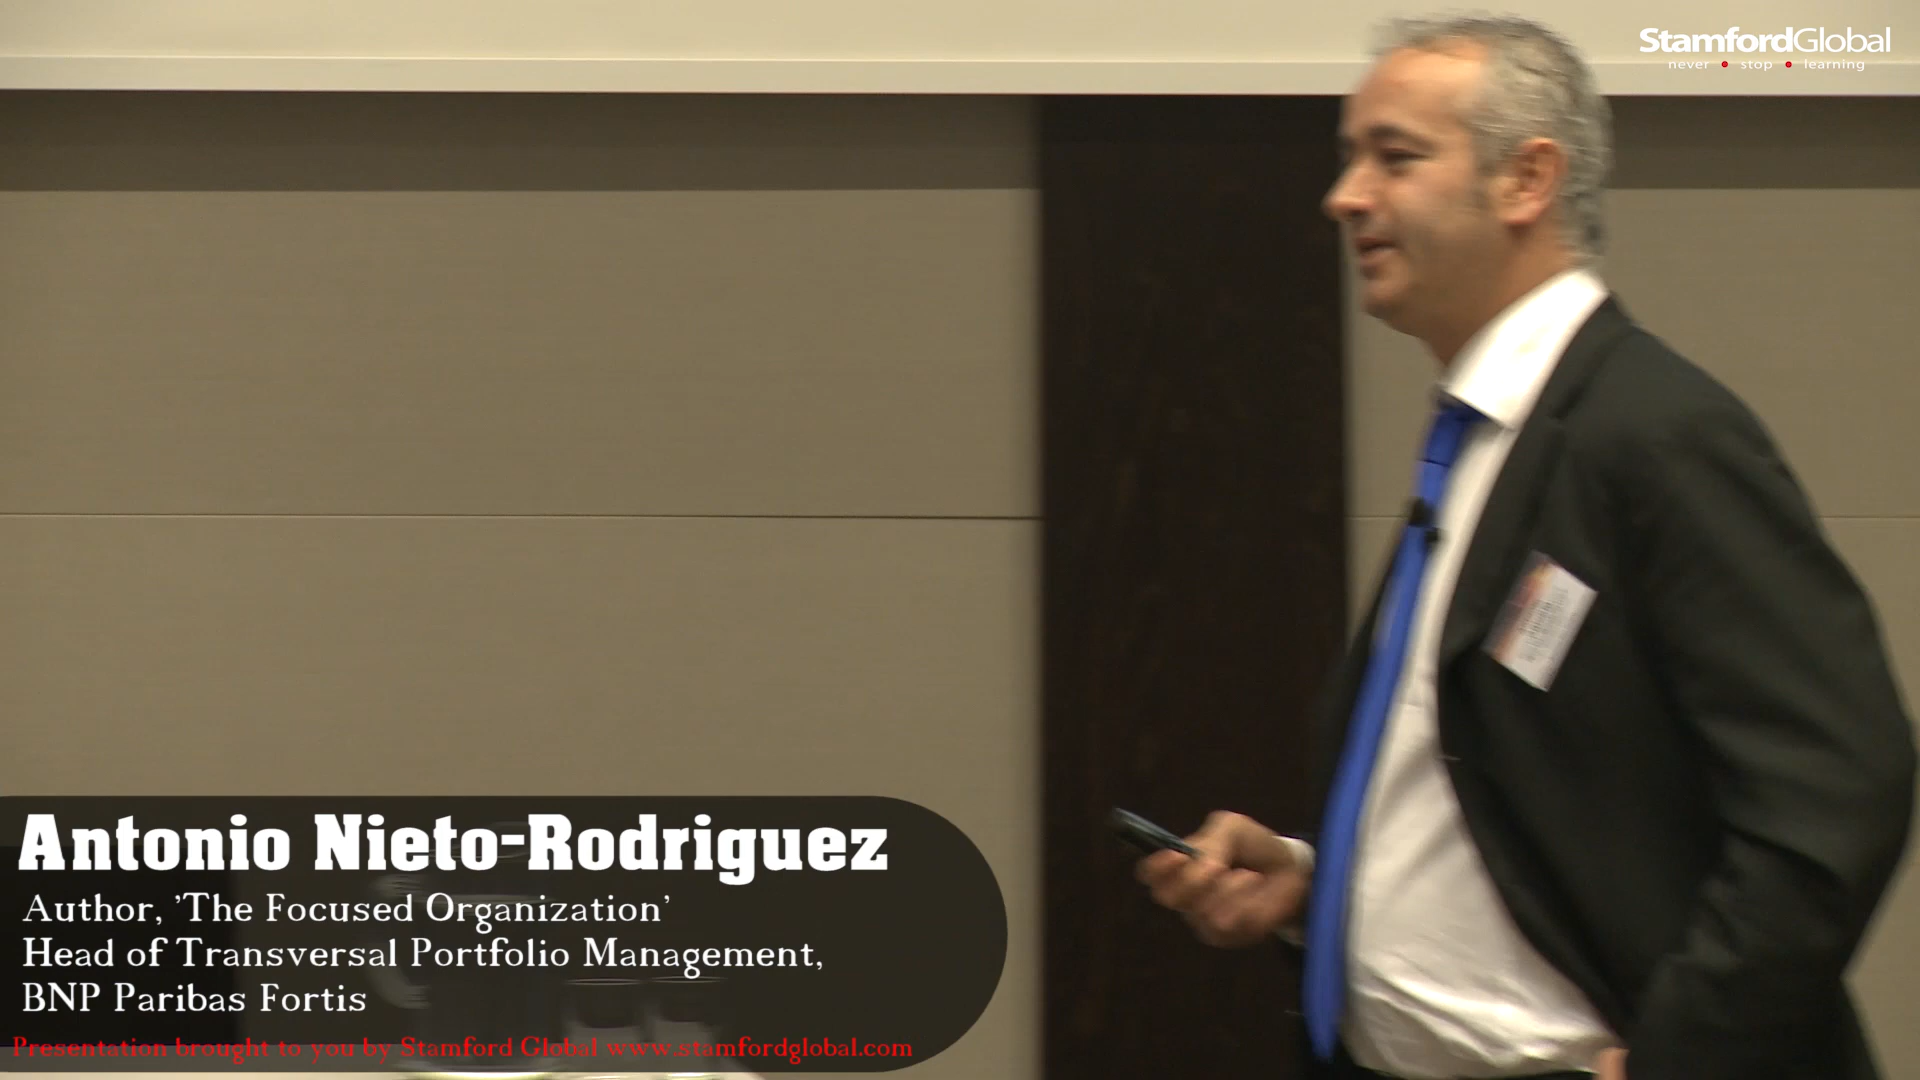 StamfordGlobal
never • stop • learning
Antonio Nieto-Rodriguez
Author, 'The Focused Organization'
Head of Transversal Portfolio Management,
BNP Paribas Fortis
Presentation brought to you by Stamford Global www.stamfordglobal.com